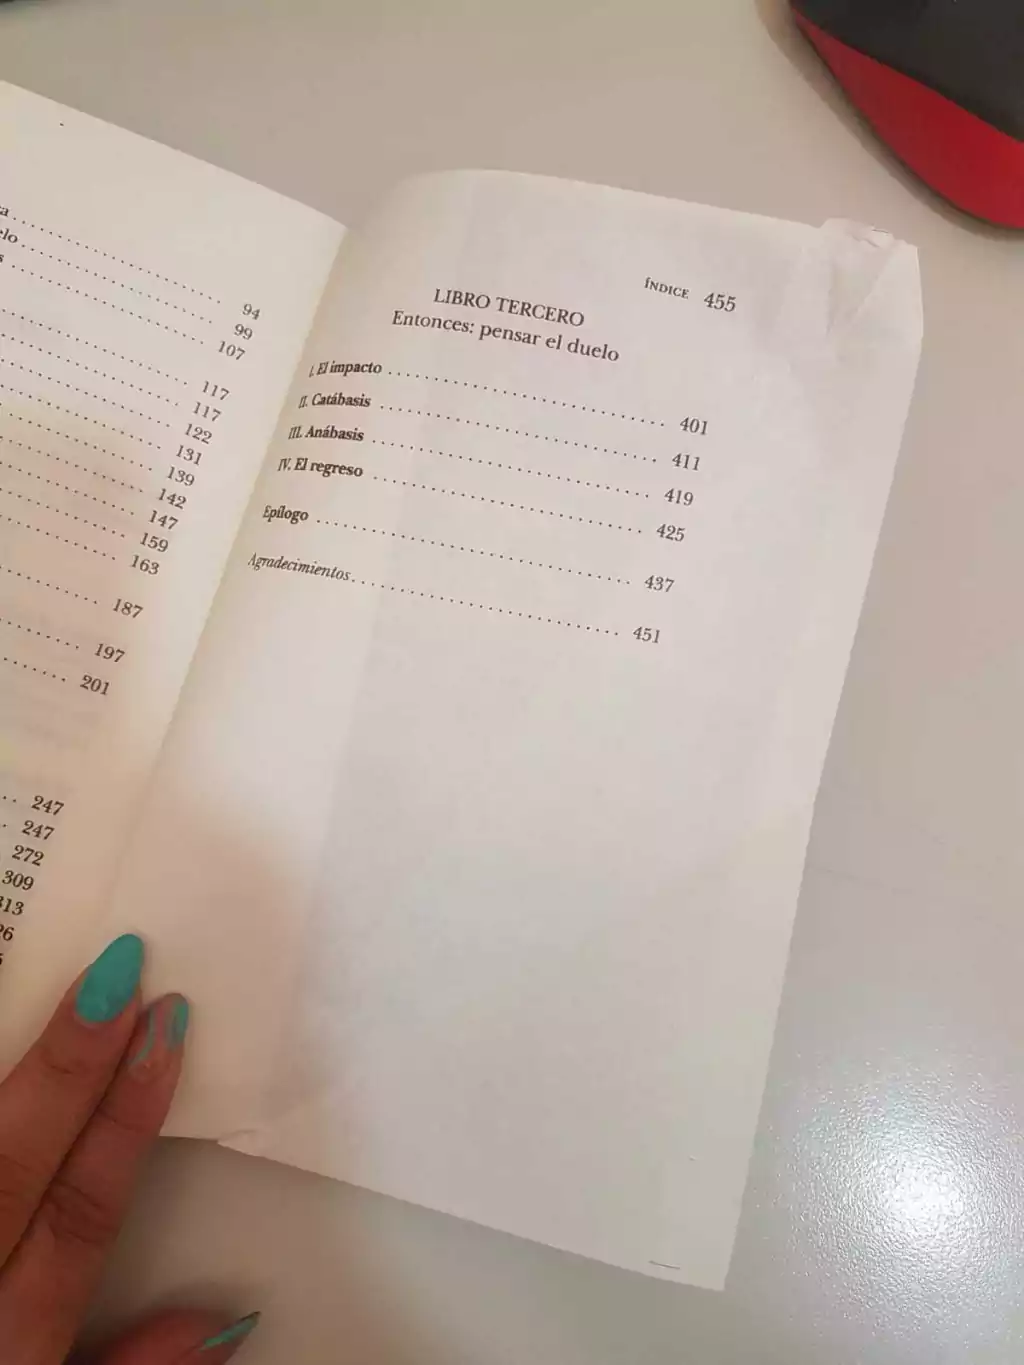 elo
94
99
107
117
117
122
131
139
142
147
159
163
187
197
201
247
247
272
309
313
ÍNDICE 455
LIBRO TERCERO
Entonces: pensar el duelo
I. El impacto 401
II. Catábasis 411
III. Anábasis 419
IV. El regreso 425
Epílogo 437
Agradecimientos 451